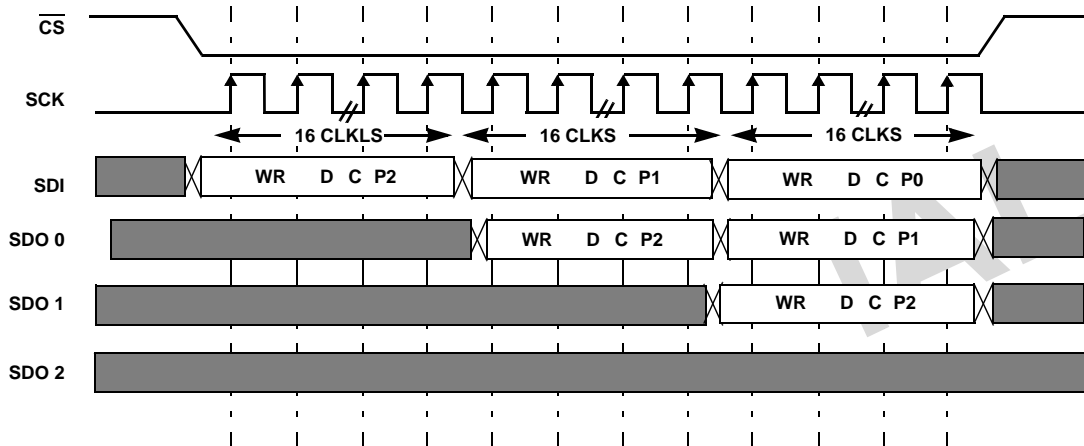 CS
SCK
16 CLKLS 16 CLKS 16 CLKS
SDI WR D C P2 WR D C P1 WR D C P0
SDO 0 WR D C P2 WR D C P1
SDO 1 WR D C P2
SDO 2